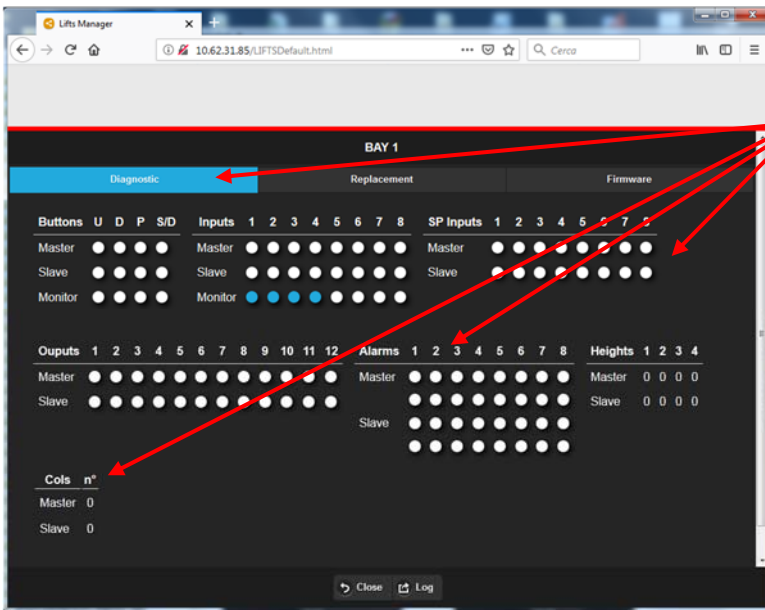 Lifts Manager
10.62.31.85/LIFTSDefault.html
Cerca
BAY 1
Diagnostic Replacement Firmware
Buttons U D P S/D Inputs 1 2 3 4 5 6 7 8 SP Inputs 1 2 3 4 5 6 7 8
Master Master Master
Slave Slave Slave
Monitor Monitor
Ouputs 1 2 3 4 5 6 7 8 9 10 11 12 Alarms 1 2 3 4 5 6 7 8 Heights 1 2 3 4
Master Master Master 0 0 0 0
Slave Slave 0 0 0 0
Slave
Cols n°
Master 0
Slave 0
Close Log